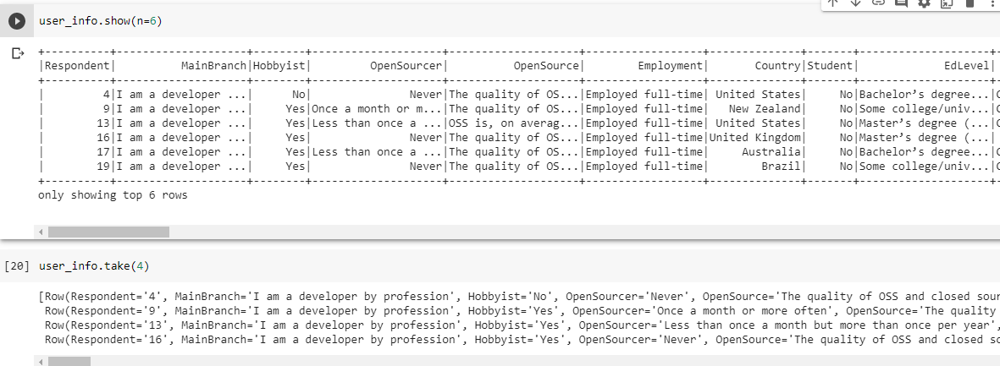 user_info.show(n=6)
+----------+--------------------+--------+--------------------+--------------------+------------------+--------------+-------+--------------------+
|Respondent|          MainBranch|Hobbyist|         OpenSourcer|          OpenSource|        Employment|       Country|Student|             EdLevel|
+----------+--------------------+--------+--------------------+--------------------+------------------+--------------+-------+--------------------+
|         4|I am a developer ...|      No|               Never|The quality of OS...|Employed full-time| United States|     No|Bachelor’s degree...|C
|         9|I am a developer ...|     Yes|Once a month or m...|The quality of OS...|Employed full-time|   New Zealand|     No|Some college/univ...|C
|        13|I am a developer ...|     Yes|Less than once a ...|OSS is, on averag...|Employed full-time| United States|     No|Master’s degree (...|C
|        16|I am a developer ...|     Yes|               Never|The quality of OS...|Employed full-time|United Kingdom|     No|Master’s degree (...|
|        17|I am a developer ...|     Yes|Less than once a ...|The quality of OS...|Employed full-time|     Australia|     No|Bachelor’s degree...|C
|        19|I am a developer ...|     Yes|               Never|The quality of OS...|Employed full-time|        Brazil|     No|Some college/univ...|C
+----------+--------------------+--------+--------------------+--------------------+------------------+--------------+-------+--------------------+
only showing top 6 rows
[20] user_info.take(4)
[Row(Respondent='4', MainBranch='I am a developer by profession', Hobbyist='No', OpenSourcer='Never', OpenSource='The quality of OSS and closed sour
Row(Respondent='9', MainBranch='I am a developer by profession', Hobbyist='Yes', OpenSourcer='Once a month or more often', OpenSource='The quality
Row(Respondent='13', MainBranch='I am a developer by profession', Hobbyist='Yes', OpenSourcer='Less than once a month but more than once per year',
Row(Respondent='16', MainBranch='I am a developer by profession', Hobbyist='Yes', OpenSourcer='Never', OpenSource='The quality of OSS and closed so